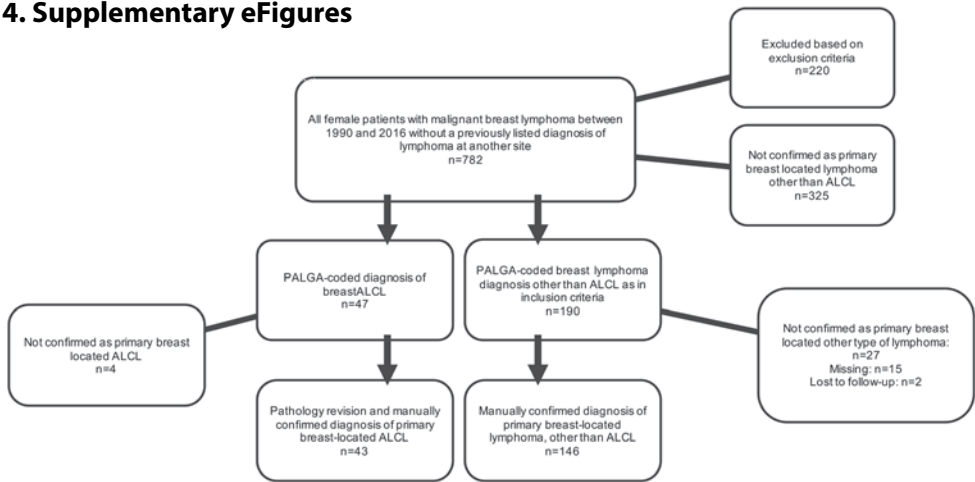 4. Supplementary eFigures
Excluded based on
exclusion criteria
n=220
All female patients with malignant breast lymphoma between
1990 and 2016 without a previously listed diagnosis of
lymphoma at another site
n=782
Not confirmed as primary
breast located lymphoma
other than ALCL
n=325
PALGA-coded diagnosis of
breastALCL
n=47
PALGA-coded breast lymphoma
diagnosis other than ALCL as in
inclusion criteria
n=190
Not confirmed as primary breast
located ALCL
n=4
Not confirmed as primary breast
located other type of lymphoma:
n=27
Missing: n=15
Lost to follow-up: n=2
Pathology revision and manually
confirmed diagnosis of primary
breast-located ALCL
n=43
Manually confirmed diagnosis of
primary breast-located
lymphoma, other than ALCL
n=146